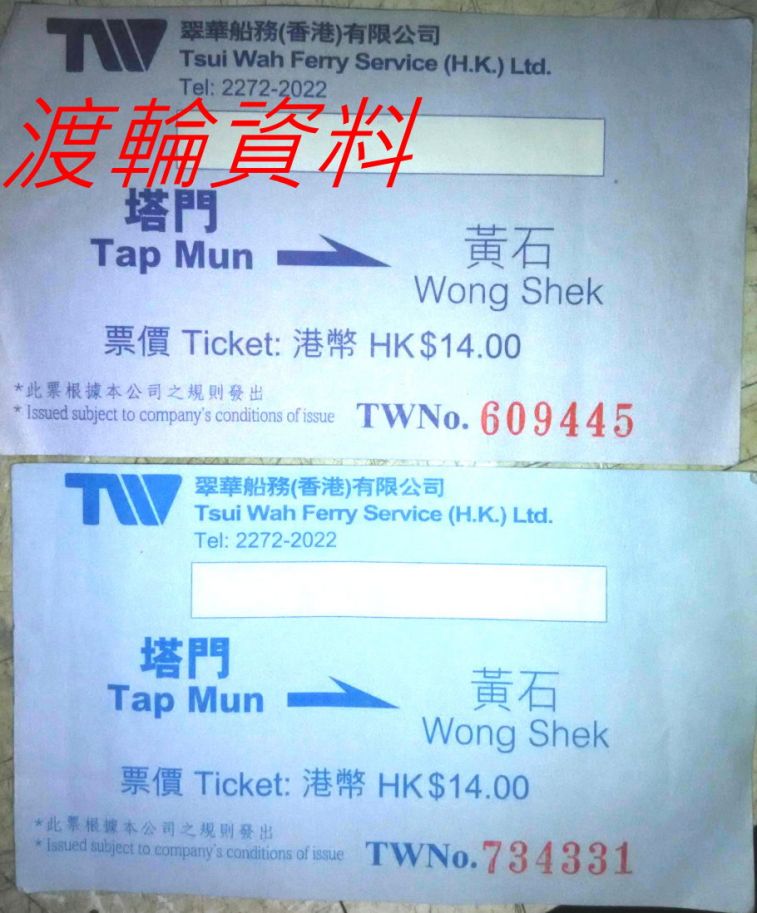 TW 翠華船務(香港)有限公司
Tsui Wah Ferry Service (H.K.) Ltd.
Tel: 2272-2022
渡輪資料
塔門 黃石
Tap Mun Wong Shek
票價 Ticket: 港幣 HK$14.00
*此票根據本公司之規則發出
* Issued subject to company's conditions of issue TWNo. 609445
TW 翠華船務(香港)有限公司
Tsui Wah Ferry Service (H.K.) Ltd.
Tel: 2272-2022
塔門 黃石
Tap Mun Wong Shek
票價 Ticket: 港幣 HK$14.00
*此票根據本公司之規則發出
* Issued subject to company's conditions of issue TWNo. 734331